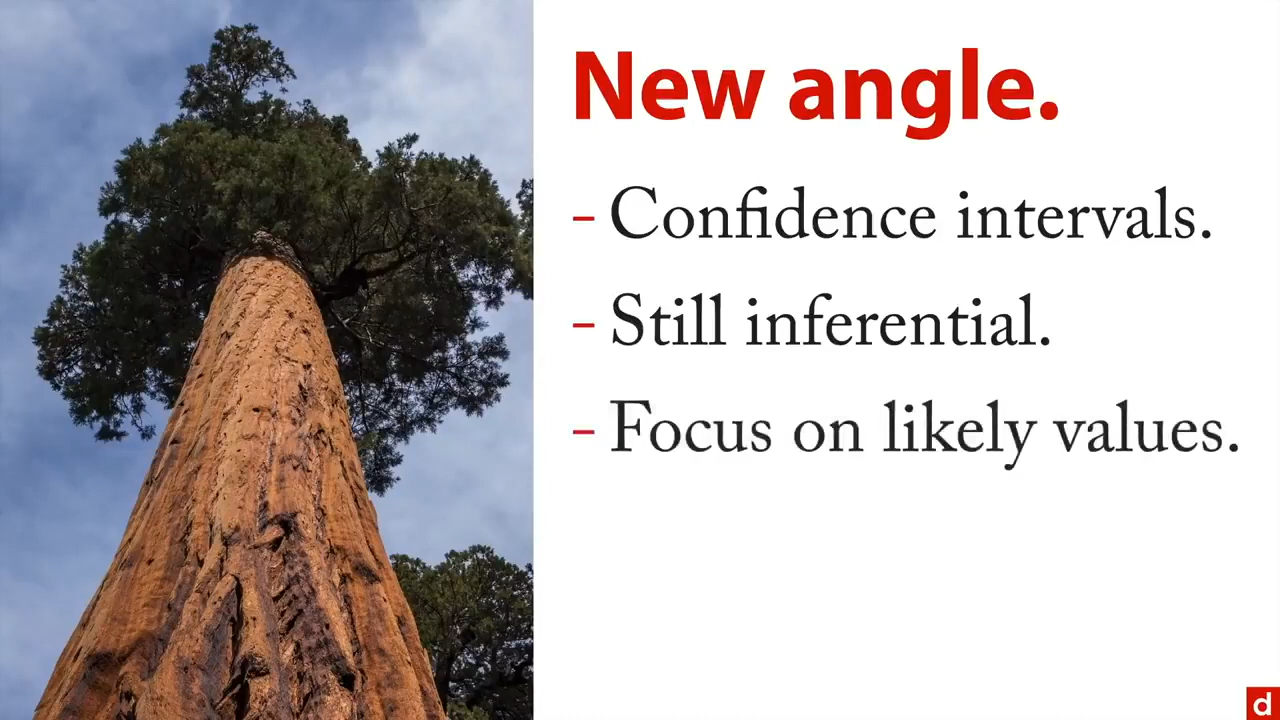 New angle.
- Confidence intervals.
- Still inferential.
- Focus on likely values.
d